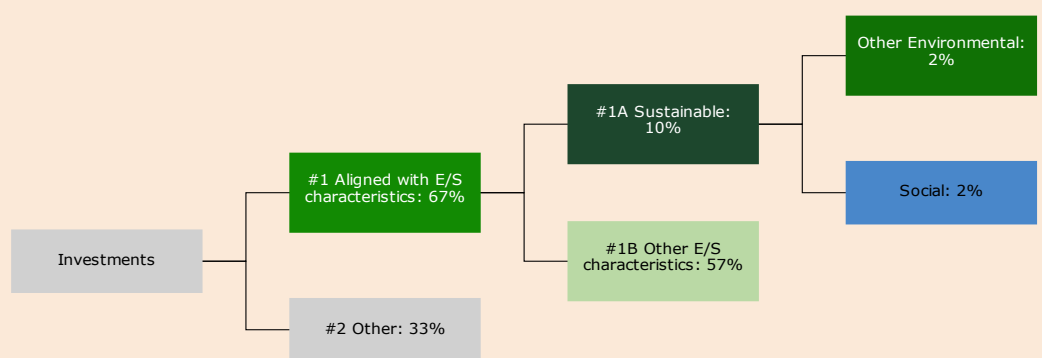 Other Environmental:
2%
#1A Sustainable:
10%
#1 Aligned with E/S
characteristics: 67%
Social: 2%
Investments
#1B Other E/S
characteristics: 57%
#2 Other: 33%